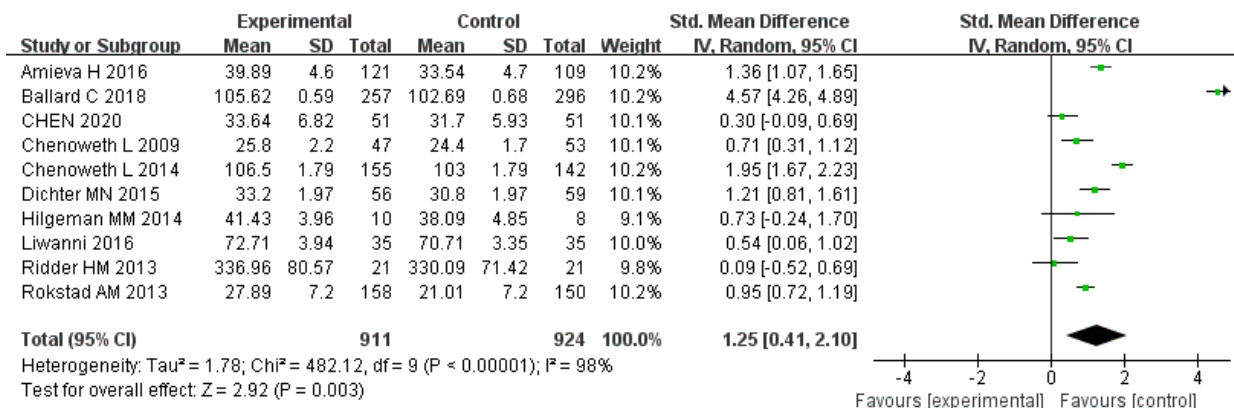 Experimental Control Std. Mean Difference Std. Mean Difference
Study or Subgroup Mean SD Total Mean SD Total Weight IV, Random, 95% CI IV, Random, 95% CI
Amieva H 2016 39.89 4.6 121 33.54 4.7 109 10.2% 1.36 [1.07, 1.65]
Ballard C 2018 105.62 0.59 257 102.69 0.68 296 10.2% 4.57 [4.26, 4.89]
CHEN 2020 33.64 6.82 51 31.7 5.93 51 10.1% 0.30 [-0.09, 0.69]
Chenoweth L 2009 25.8 2.2 47 24.4 1.7 53 10.1% 0.71 [0.31, 1.12]
Chenoweth L 2014 106.5 1.79 155 103 1.79 142 10.2% 1.95 [1.67, 2.23]
Dichter MN 2015 33.2 1.97 56 30.8 1.97 59 10.1% 1.21 [0.81, 1.61]
Hilgeman MM 2014 41.43 3.96 10 38.09 4.85 8 9.1% 0.73 [-0.24, 1.70]
Liwanni 2016 72.71 3.94 35 70.71 3.35 35 10.0% 0.54 [0.06, 1.02]
Ridder HM 2013 336.96 80.57 21 330.09 71.42 21 9.8% 0.09 [-0.52, 0.69]
Rokstad AM 2013 27.89 7.2 158 21.01 7.2 150 10.2% 0.95 [0.72, 1.19]
Total (95% CI) 911 924 100.0% 1.25 [0.41, 2.10]
Heterogeneity: Tau² = 1.78; Chi² = 482.12, df = 9 (P < 0.00001); I² = 98%
Test for overall effect: Z = 2.92 (P = 0.003)
-4 -2 0 2 4
Favours [experimental] Favours [control]